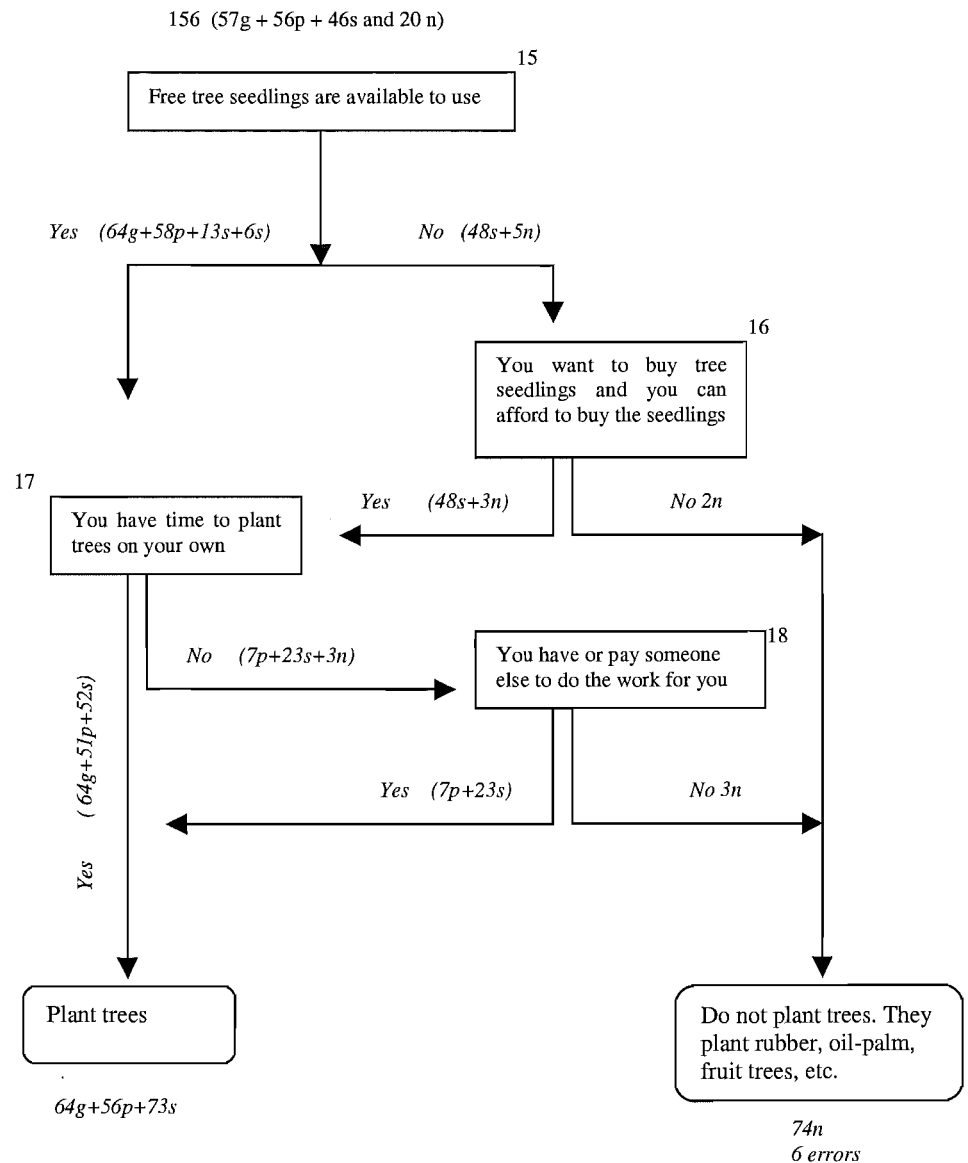 156 (57g + 56p + 46s and 20 n)
15
Free tree seedlings are available to use
Yes (64g+58p+13s+6s)
No (48s+5n)
16
You want to buy tree
seedlings and you can
afford to buy the seedlings
17
You have time to plant
trees on your own
Yes (48s+3n)
No 2n
No (7p+23s+3n)
18
You have or pay someone
else to do the work for you
Yes (64g+51p+52s)
Yes (7p+23s)
No 3n
Plant trees
64g+56p+73s
Do not plant trees. They
plant rubber, oil-palm,
fruit trees, etc.
74n
6 errors